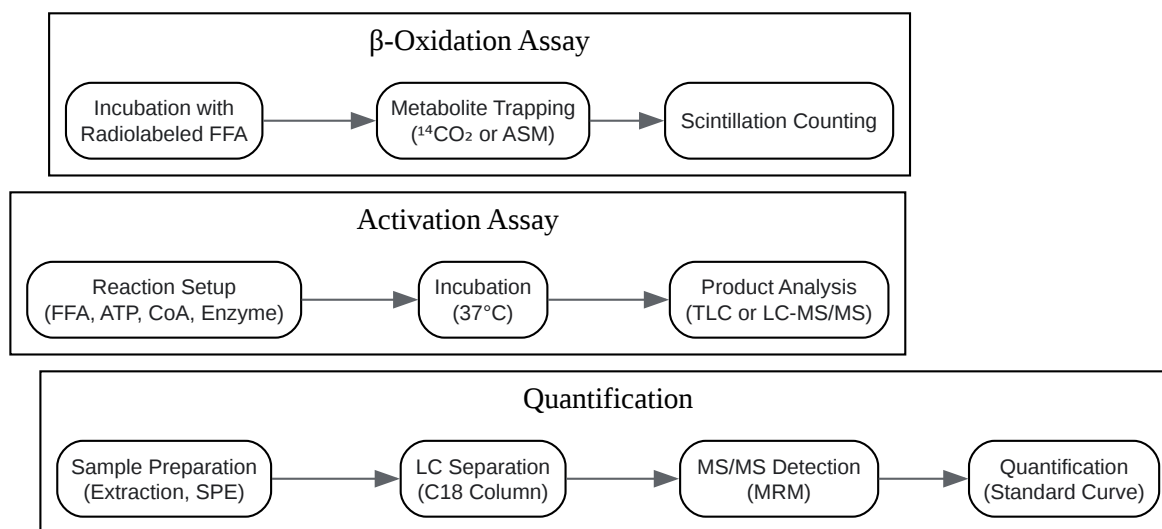 β-Oxidation Assay
Incubation with
Radiolabeled FFA
Metabolite Trapping
(¹⁴CO₂ or ASM)
Scintillation Counting
Activation Assay
Reaction Setup
(FFA, ATP, CoA, Enzyme)
Incubation
(37°C)
Product Analysis
(TLC or LC-MS/MS)
Quantification
Sample Preparation
(Extraction, SPE)
LC Separation
(C18 Column)
MS/MS Detection
(MRM)
Quantification
(Standard Curve)